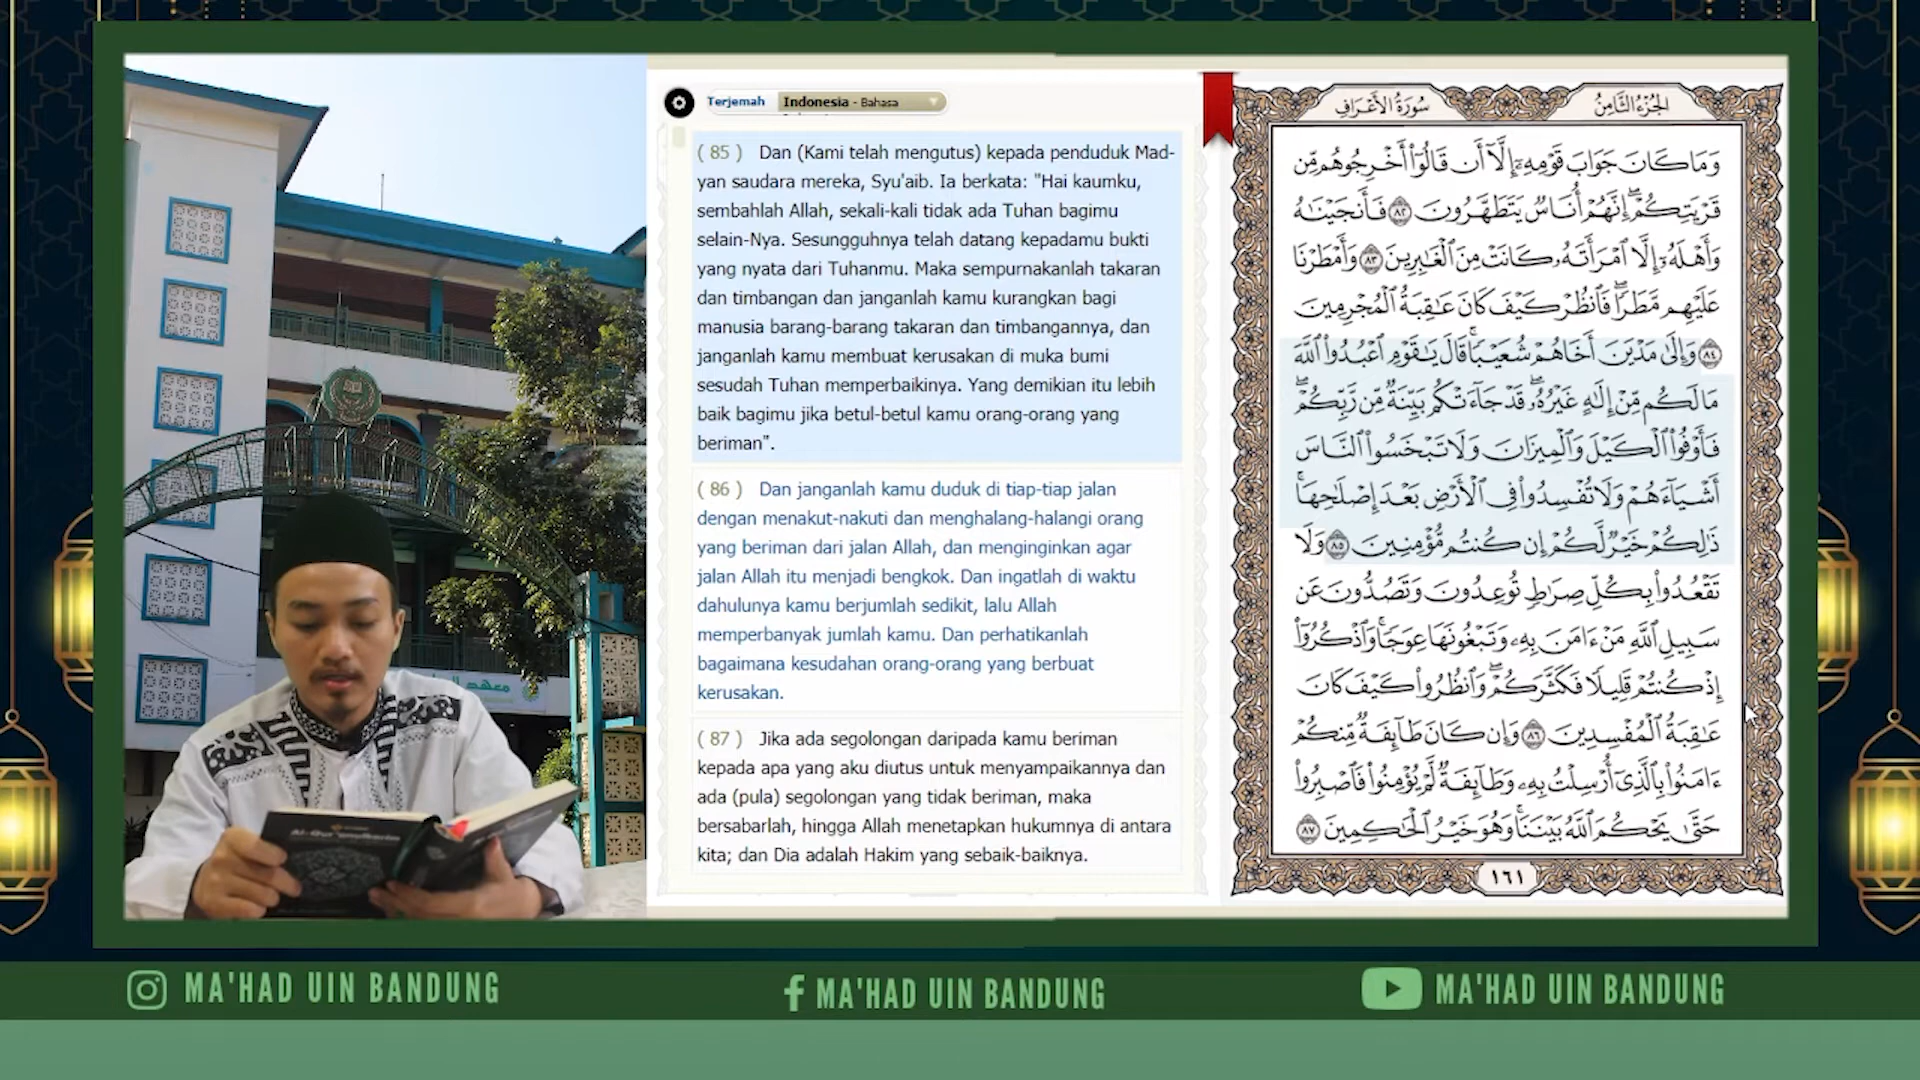 Terjemah
Indonesia - Bahasa
( 85 ) Dan (Kami telah mengutus) kepada penduduk Mad-
yan saudara mereka, Syu'aib. Ia berkata: "Hai kaumku,
sembahlah Allah, sekali-kali tidak ada Tuhan bagimu
selain-Nya. Sesungguhnya telah datang kepadamu bukti
yang nyata dari Tuhanmu. Maka sempurnakanlah takaran
dan timbangan dan janganlah kamu kurangkan bagi
manusia barang-barang takaran dan timbangannya, dan
janganlah kamu membuat kerusakan di muka bumi
sesudah Tuhan memperbaikinya. Yang demikian itu lebih
baik bagimu jika betul-betul kamu orang-orang yang
beriman".
( 86 ) Dan janganlah kamu duduk di tiap-tiap jalan
dengan menakut-nakuti dan menghalang-halangi orang
yang beriman dari jalan Allah, dan menginginkan agar
jalan Allah itu menjadi bengkok. Dan ingatlah di waktu
dahulunya kamu berjumlah sedikit, lalu Allah
memperbanyak jumlah kamu. Dan perhatikanlah
bagaimana kesudahan orang-orang yang berbuat
kerusakan.
( 87 ) Jika ada segolongan daripada kamu beriman
kepada apa yang aku diutus untuk menyampaikannya dan
ada (pula) segolongan yang tidak beriman, maka
bersabarlah, hingga Allah menetapkan hukumnya di antara
kita; dan Dia adalah Hakim yang sebaik-baiknya.
الجُزْءُ الثَّامِنُ
سُورَةُ الأَعْرَافِ
وَمَا كَانَ جَوَابَ قَوْمِهِۦٓ إِلَّآ أَن قَالُوٓا۟ أَخْرِجُوهُم مِّن
قَرْيَتِكُمْ ۖ إِنَّهُمْ أُنَاسٌ يَتَطَهَّرُونَ ٨٢ فَأَنجَيْنَٰهُ
وَأَهْلَهُۥٓ إِلَّا ٱمْرَأَتَهُۥ كَانَتْ مِنَ ٱلْغَٰبِرِينَ ٨٣ وَأَمْطَرْنَا
عَلَيْهِم مَّطَرًا ۖ فَٱنظُرْ كَيْفَ كَانَ عَٰقِبَةُ ٱلْمُجْرِمِينَ
٨٤ وَإِلَىٰ مَدْيَنَ أَخَاهُمْ شُعَيْبًا ۗ قَالَ يَٰقَوْمِ ٱعْبُدُوا۟ ٱللَّهَ
مَا لَكُم مِّنْ إِلَٰهٍ غَيْرُهُۥ ۖ قَدْ جَآءَتْكُم بَيِّنَةٌ مِّن رَّبِّكُمْ ۖ
فَأَوْفُوا۟ ٱلْكَيْلَ وَٱلْمِيزَانَ وَلَا تَبْخَسُوا۟ ٱلنَّاسَ
أَشْيَآءَهُمْ وَلَا تُفْسِدُوا۟ فِى ٱلْأَرْضِ بَعْدَ إِصْلَٰحِهَا ۚ
ذَٰلِكُمْ خَيْرٌ لَّكُمْ إِن كُنتُم مُّؤْمِنِينَ ٨٥ وَلَا
تَقْعُدُوا۟ بِكُلِّ صِرَٰطٍ تُوعِدُونَ وَتَصُدُّونَ عَن
سَبِيلِ ٱللَّهِ مَنْ ءَامَنَ بِهِۦ وَتَبْغُونَهَا عِوَجًا ۚ وَٱذْكُرُوٓا۟
إِذْ كُنتُمْ قَلِيلًا فَكَثَّرَكُمْ ۖ وَٱنظُرُوا۟ كَيْفَ كَانَ
عَٰقِبَةُ ٱلْمُفْسِدِينَ ٨٦ وَإِن كَانَ طَآئِفَةٌ مِّنكُمْ
ءَامَنُوا۟ بِٱلَّذِىٓ أُرْسِلْتُ بِهِۦ وَطَآئِفَةٌ لَّمْ يُؤْمِنُوا۟ فَٱصْبِرُوا۟
حَتَّىٰ يَحْكُمَ ٱللَّهُ بَيْنَنَا ۚ وَهُوَ خَيْرُ ٱلْحَٰكِمِينَ ٨٧
١٦١
MA'HAD UIN BANDUNG
MA'HAD UIN BANDUNG
MA'HAD UIN BANDUNG